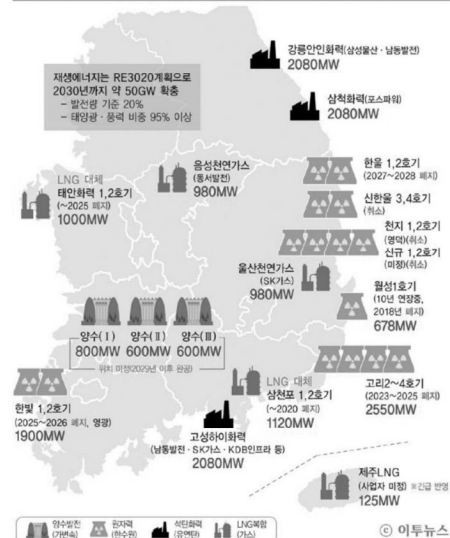 강릉안인화력(삼성물산·남동발전)
2080MW
재생에너지는 RE3020계획으로
2030년까지 약 50GW 확충
- 발전량 기준 20%
- 태양광·풍력 비중 95% 이상
삼척화력(포스파워)
2080MW
LNG 대체
태안화력 1,2호기
(~2025 폐지)
1000MW
음성천연가스
(동서발전)
980MW
한울 1,2호기
(2027~2028 폐지)
신한울 3,4호기
(취소)
천지 1,2호기
(영덕)(취소)
신규 1,2호기
(미정)(취소)
울산천연가스
(SK가스)
980MW
월성1호기
(10년 연장중,
2018년 폐지)
678MW
양수(Ⅰ) 양수(Ⅱ) 양수(Ⅲ)
800MW 600MW 600MW
위치 미정(2029년 이후 완공)
한빛 1,2호기
(2025~2026 폐지, 영광)
1900MW
LNG 대체
삼천포 1,2호기
(~2020 폐지)
1120MW
고리2~4호기
(2023~2025 폐지)
2550MW
고성하이화력
(남동발전·SK가스·KDB인프라 등)
2080MW
제주LNG
(사업자 미정) ※긴급 반영
125MW
양수발전
(가변속)
원자력
(한수원)
석탄화력
(유연탄)
LNG복합
(가스)
ⓒ 이투뉴스